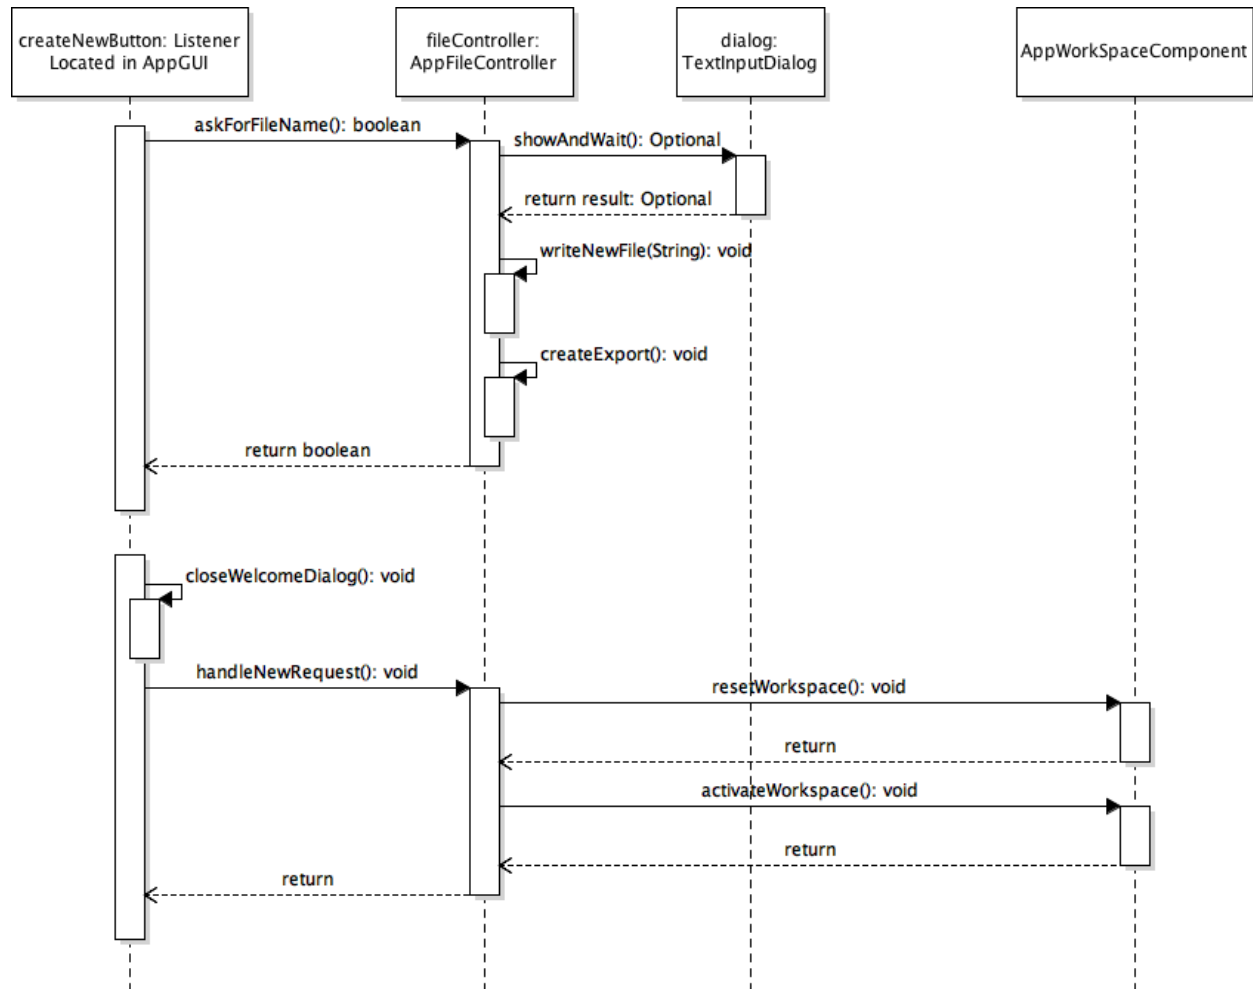 createNewButton: Listener
Located in AppGUI
fileController:
AppFileController
dialog:
TextInputDialog
AppWorkSpaceComponent
askForFileName(): boolean
showAndWait(): Optional
return result: Optional
writeNewFile(String): void
createExport(): void
return boolean
closeWelcomeDialog(): void
handleNewRequest(): void
resetWorkspace(): void
return
activateWorkspace(): void
return
return